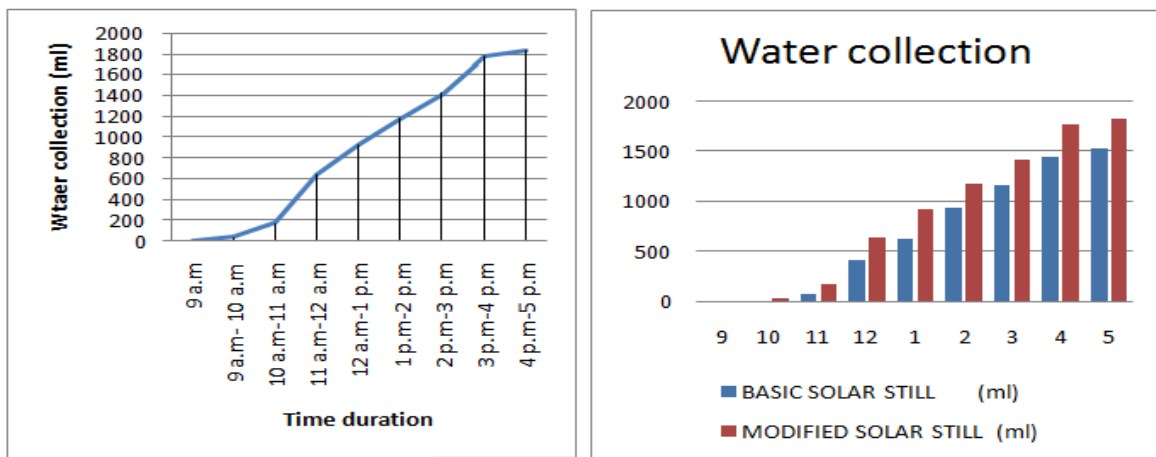 Wtaer collection (ml)
2000
1800
1600
1400
1200
1000
800
600
400
200
0
9 a.m
9 a.m- 10 a.m
10 a.m-11 a.m
11 a.m-12 a.m
12 a.m-1 p.m
1 p.m-2 p.m
2 p.m-3 p.m
3 p.m-4 p.m
4 p.m-5 p.m
Time duration
Water collection
2000
1500
1000
500
0
9 10 11 12 1 2 3 4 5
BASIC SOLAR STILL (ml)
MODIFIED SOLAR STILL (ml)